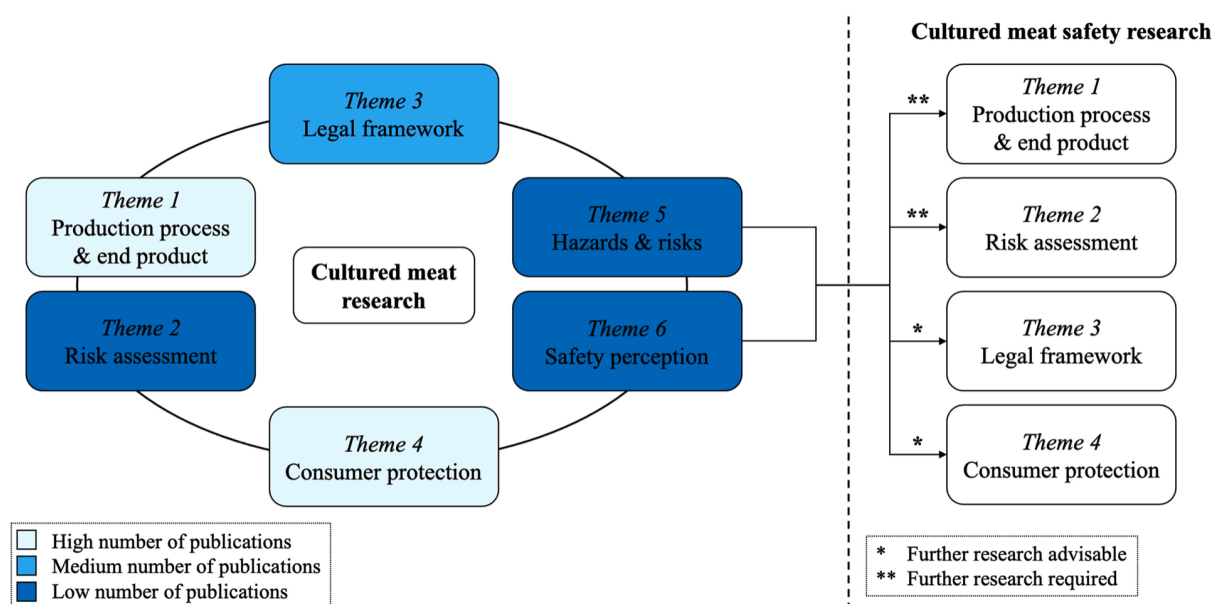 Theme 3
Legal framework
Theme 1
Production process
& end product
Theme 5
Hazards & risks
Cultured meat
research
Theme 2
Risk assessment
Theme 6
Safety perception
Theme 4
Consumer protection
High number of publications
Medium number of publications
Low number of publications
Cultured meat safety research
**
Theme 1
Production process
& end product
**
Theme 2
Risk assessment
*
Theme 3
Legal framework
*
Theme 4
Consumer protection
* Further research advisable
** Further research required